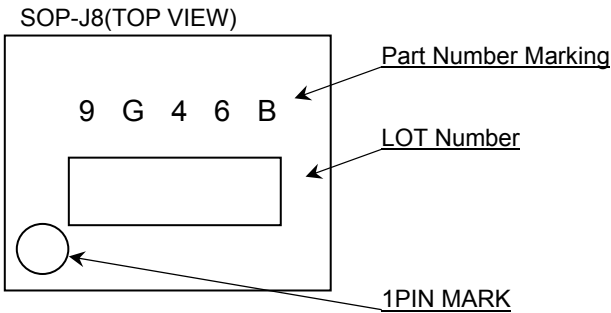 SOP-J8(TOP VIEW)
Part Number Marking
9 G 4 6 B
LOT Number
1PIN MARK